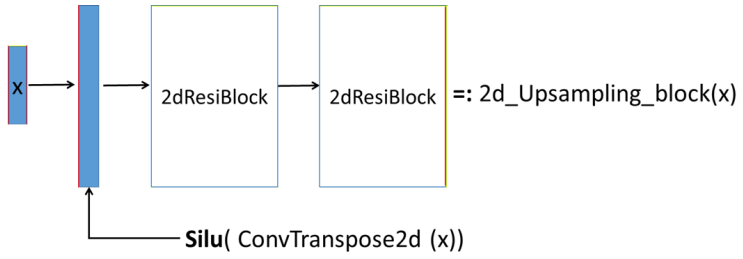 x
2dResiBlock
2dResiBlock
=: 2d_Upsampling_block(x)
Silu( ConvTranspose2d (x))